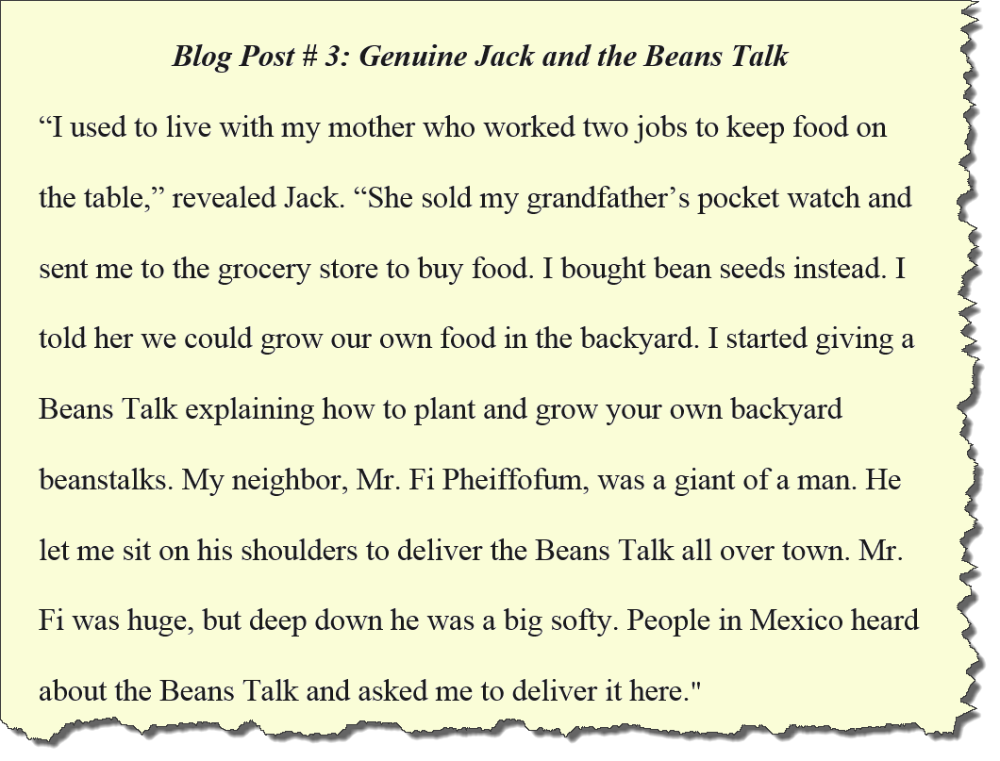 Blog Post # 3: Genuine Jack and the Beans Talk
“I used to live with my mother who worked two jobs to keep food on
the table,” revealed Jack. “She sold my grandfather’s pocket watch and
sent me to the grocery store to buy food. I bought bean seeds instead. I
told her we could grow our own food in the backyard. I started giving a
Beans Talk explaining how to plant and grow your own backyard
beanstalks. My neighbor, Mr. Fi Pheiffofum, was a giant of a man. He
let me sit on his shoulders to deliver the Beans Talk all over town. Mr.
Fi was huge, but deep down he was a big softy. People in Mexico heard
about the Beans Talk and asked me to deliver it here."